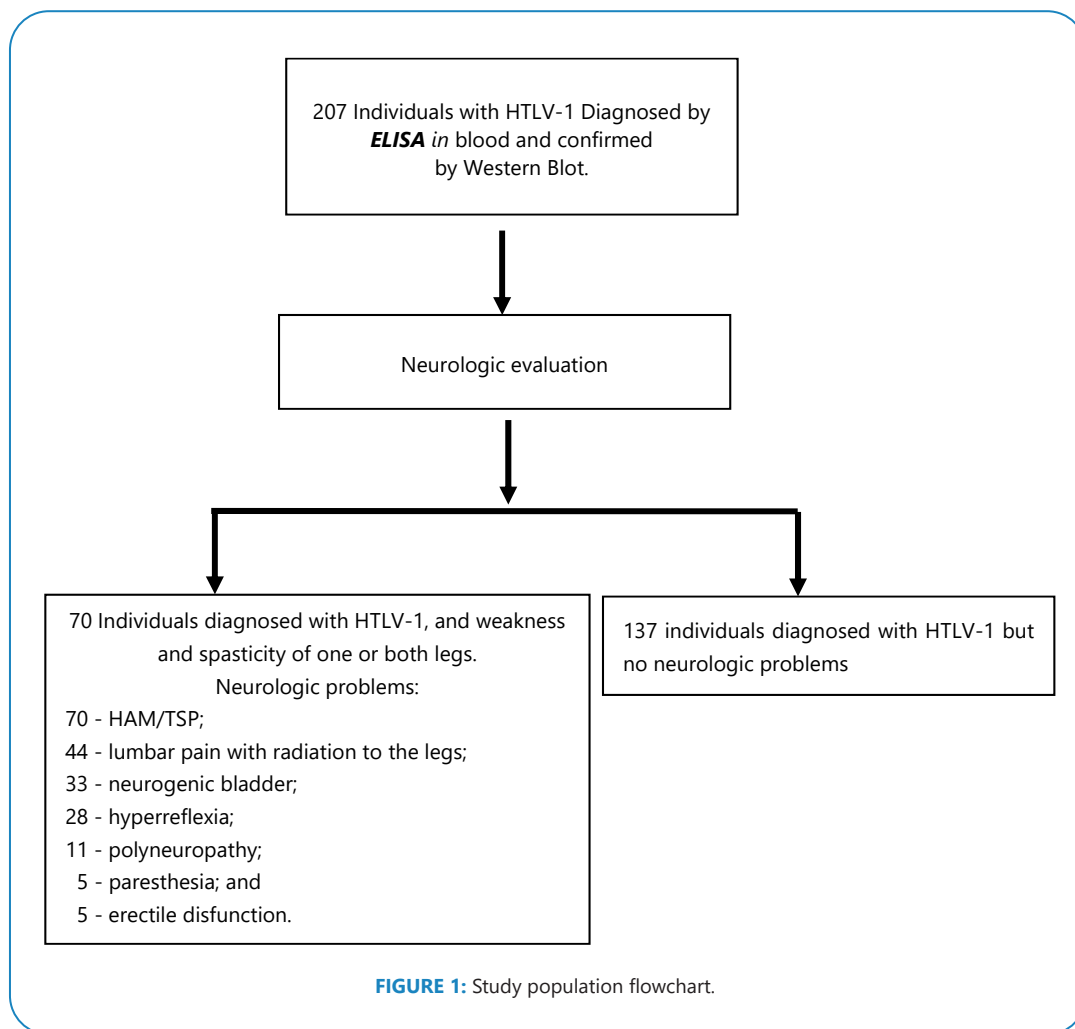 207 Individuals with HTLV-1 Diagnosed by
ELISA in blood and confirmed
by Western Blot.
Neurologic evaluation
70 Individuals diagnosed with HTLV-1, and weakness
and spasticity of one or both legs.
Neurologic problems:
70 - HAM/TSP;
44 - lumbar pain with radiation to the legs;
33 - neurogenic bladder;
28 - hyperreflexia;
11 - polyneuropathy;
5 - paresthesia; and
5 - erectile disfunction.
137 individuals diagnosed with HTLV-1 but
no neurologic problems
FIGURE 1: Study population flowchart.